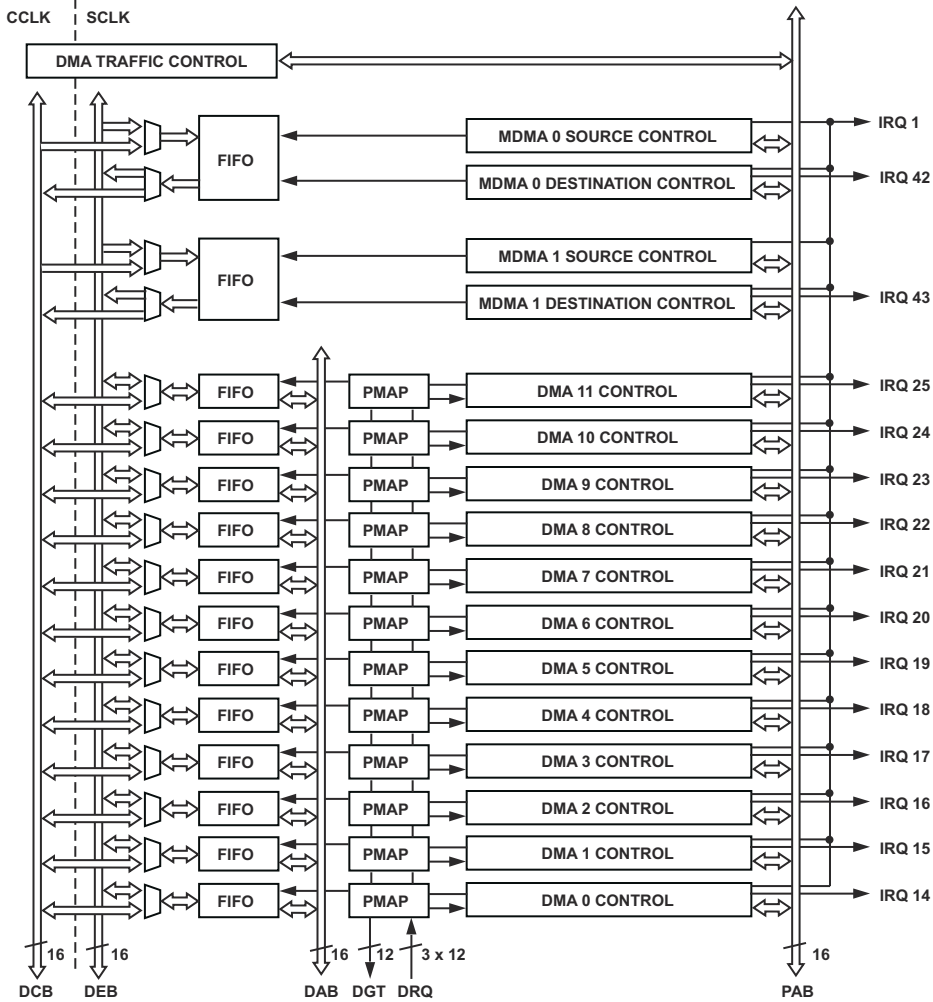 CCLK SCLK
DMA TRAFFIC CONTROL
MDMA 0 SOURCE CONTROL IRQ 1
FIFO
MDMA 0 DESTINATION CONTROL IRQ 42
MDMA 1 SOURCE CONTROL
FIFO
MDMA 1 DESTINATION CONTROL IRQ 43
FIFO PMAP DMA 11 CONTROL IRQ 25
FIFO PMAP DMA 10 CONTROL IRQ 24
FIFO PMAP DMA 9 CONTROL IRQ 23
FIFO PMAP DMA 8 CONTROL IRQ 22
FIFO PMAP DMA 7 CONTROL IRQ 21
FIFO PMAP DMA 6 CONTROL IRQ 20
FIFO PMAP DMA 5 CONTROL IRQ 19
FIFO PMAP DMA 4 CONTROL IRQ 18
FIFO PMAP DMA 3 CONTROL IRQ 17
FIFO PMAP DMA 2 CONTROL IRQ 16
FIFO PMAP DMA 1 CONTROL IRQ 15
FIFO PMAP DMA 0 CONTROL IRQ 14
16 16 16 12 3 x 12 16
DCB DEB DAB DGT DRQ PAB